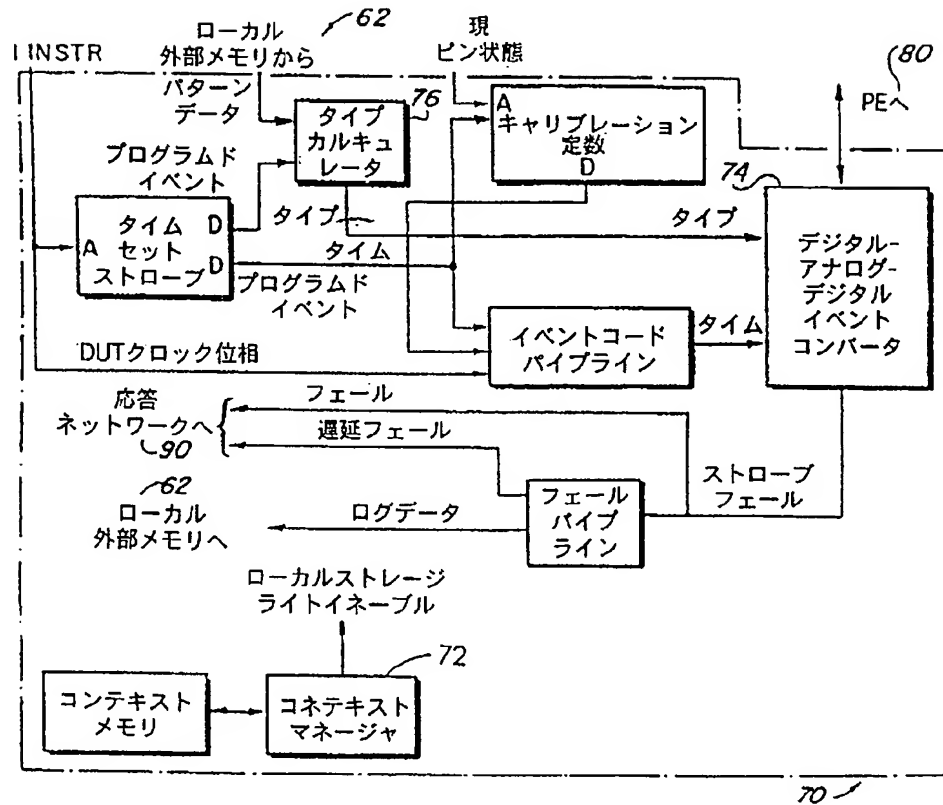 62
ローカル
外部メモリから
現
ピン状態
INSTR
80
PEへ
パターン
データ
76
タイプ
カルキュ
レータ
A
キャリブレーション
定数
D
プログラムド
イベント
74
タイム D
A セット
ストローブ D
タイプ
タイプ
タイム
プログラムド
イベント
デジタル-
アナログ-
デジタル
イベント
コンバータ
イベントコード
パイプライン
タイム
DUTクロック位相
応答
ネットワークへ
90
フェール
遅延フェール
ストローブ
フェール
62
ローカル
外部メモリへ
ログデータ
フェール
パイプ
ライン
ローカルストレージ
ライトイネーブル
72
コンテキスト
メモリ
コネテキスト
マネージャ
70